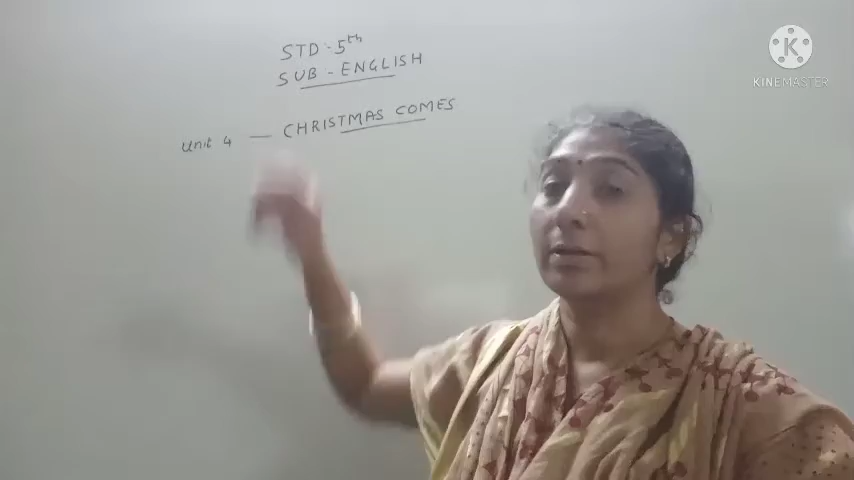 STD :- 5th
SUB - ENGLISH
Unit 4 — CHRISTMAS COMES
KINEMASTER